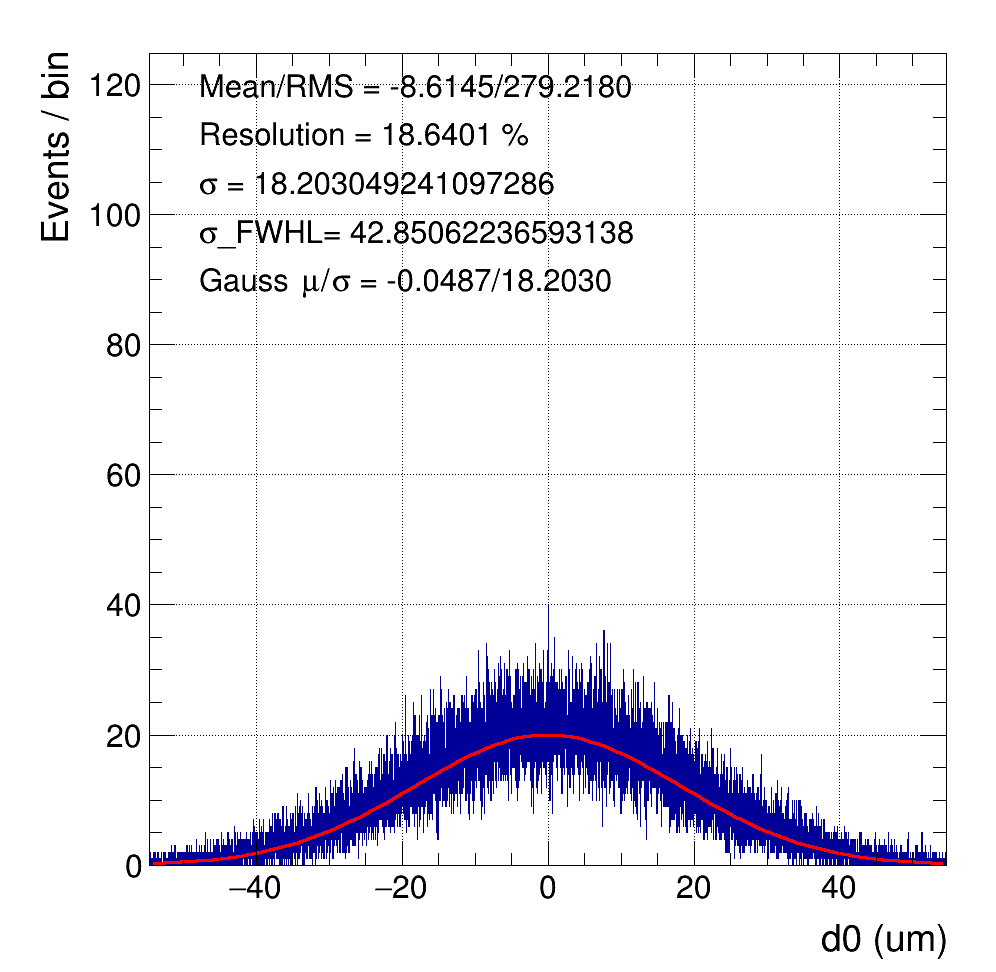 Events / bin
120
100
80
60
40
20
0
Mean/RMS = -8.6145/279.2180
Resolution = 18.6401 %
σ = 18.203049241097286
σ_FWHL= 42.85062236593138
Gauss μ/σ = -0.0487/18.2030
−40 −20 0 20 40
d0 (um)